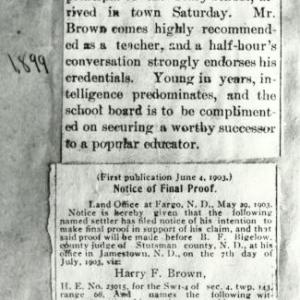 rived in town Saturday. Mr.
Brown comes highly recommend-
ed as a teacher, and a half-hour's
conversation strongly endorses his
credentials. Young in years, in-
telligence predominates, and the
school board is to be compliment-
ed on securing a worthy successor
to a popular educator.
1899
(First publication June 4, 1903.)
Notice of Final Proof.
Land Office at Fargo, N. D., May 29, 1903.
Notice is hereby given that the following
named settler has filed notice of his intention to
make final proof in support of his claim, and that
said proof will be made before B. F. Bigelow,
county judge of Stutsman county, N. D., at his
office in Jamestown, N. D., on the 7th day of
July, 1903, viz:
Harry F. Brown,
H. E. No. 23015, for the Sw1-4 of sec. 4, twp. 143,
range 66. And names the following wit-